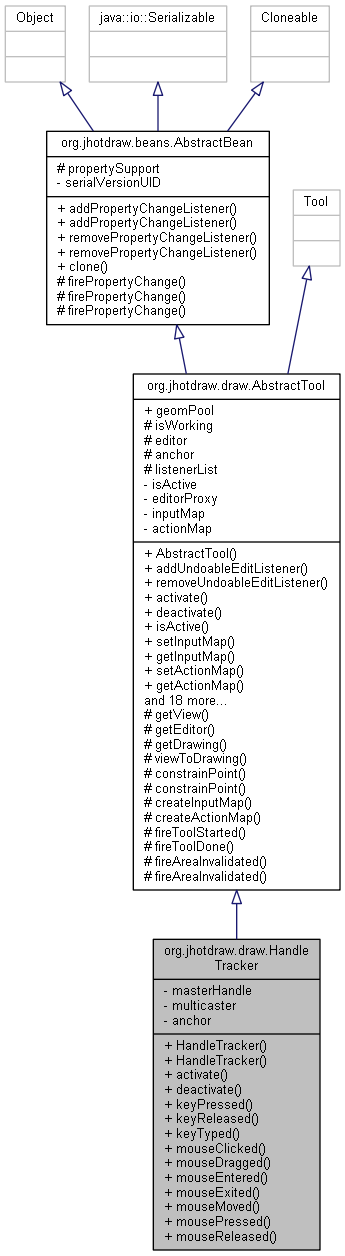 Object
java::io::Serializable
Cloneable
org.jhotdraw.beans.AbstractBean
# propertySupport
- serialVersionUID
+ addPropertyChangeListener()
+ addPropertyChangeListener()
+ removePropertyChangeListener()
+ removePropertyChangeListener()
+ clone()
# firePropertyChange()
# firePropertyChange()
# firePropertyChange()
Tool
org.jhotdraw.draw.AbstractTool
+ geomPool
# isWorking
# editor
# anchor
# listenerList
- isActive
- editorProxy
- inputMap
- actionMap
+ AbstractTool()
+ addUndoableEditListener()
+ removeUndoableEditListener()
+ activate()
+ deactivate()
+ isActive()
+ setInputMap()
+ getInputMap()
+ setActionMap()
+ getActionMap()
and 18 more...
# getView()
# getEditor()
# getDrawing()
# viewToDrawing()
# constrainPoint()
# constrainPoint()
# createInputMap()
# createActionMap()
# fireToolStarted()
# fireToolDone()
# fireAreaInvalidated()
# fireAreaInvalidated()
org.jhotdraw.draw.Handle
Tracker
- masterHandle
- multicaster
- anchor
+ HandleTracker()
+ HandleTracker()
+ activate()
+ deactivate()
+ keyPressed()
+ keyReleased()
+ keyTyped()
+ mouseClicked()
+ mouseDragged()
+ mouseEntered()
+ mouseExited()
+ mouseMoved()
+ mousePressed()
+ mouseReleased()